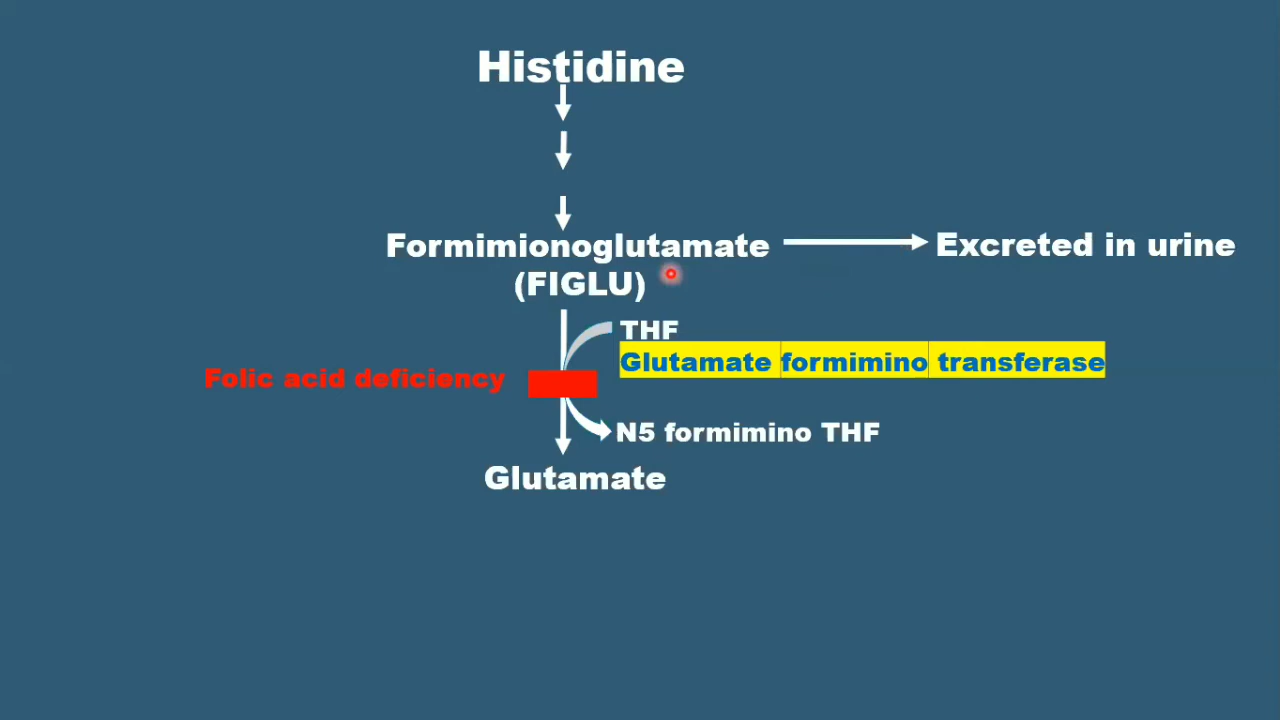 Histidine
Formimionoglutamate
Excreted in urine
(FIGLU)
THF
Glutamate formimino transferase
Folic acid deficiency
N5 formimino THF
Glutamate